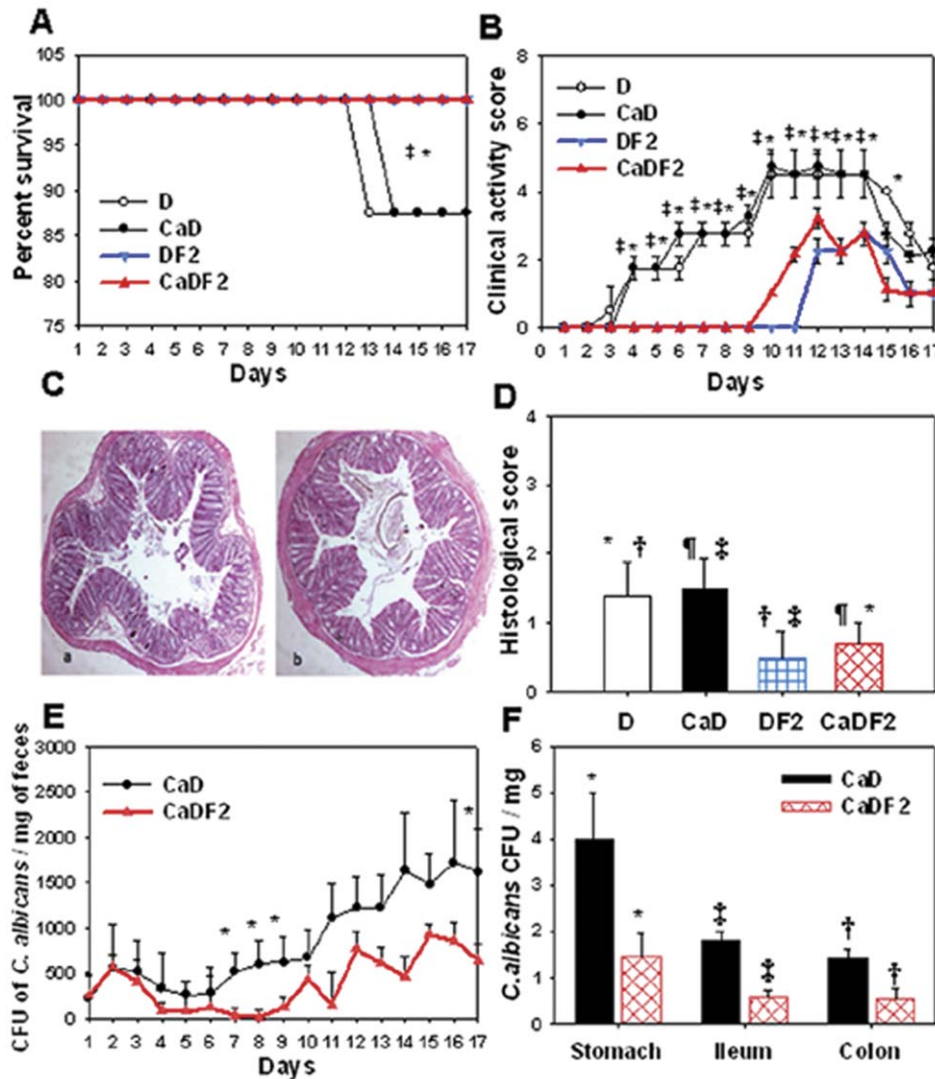 A
Percent survival
105
100
95
90
85
80
75
‡ *
D
CaD
DF2
CaDF2
1 2 3 4 5 6 7 8 9 10 11 12 13 14 15 16 17
Days
B
Clinical activity score
8
6
4
2
0
D
CaD
DF2
CaDF2
‡* ‡* ‡* ‡* ‡* ‡* ‡* ‡* ‡* ‡* ‡* *
0 1 2 3 4 5 6 7 8 9 10 11 12 13 14 15 16 17
Days
C
a
b
D
Histological score
4
3
2
1
0
* †
¶ ‡
† ‡
¶ *
D CaD DF2 CaDF2
E
CFU of C. albicans / mg of feces
3000
2500
2000
1500
1000
500
0
CaD
CaDF2
* * * *
1 2 3 4 5 6 7 8 9 10 11 12 13 14 15 16 17
Days
F
C.albicans CFU / mg
6
5
4
3
2
1
0
CaD
CaDF2
* *
‡ ‡
† †
Stomach Ileum Colon